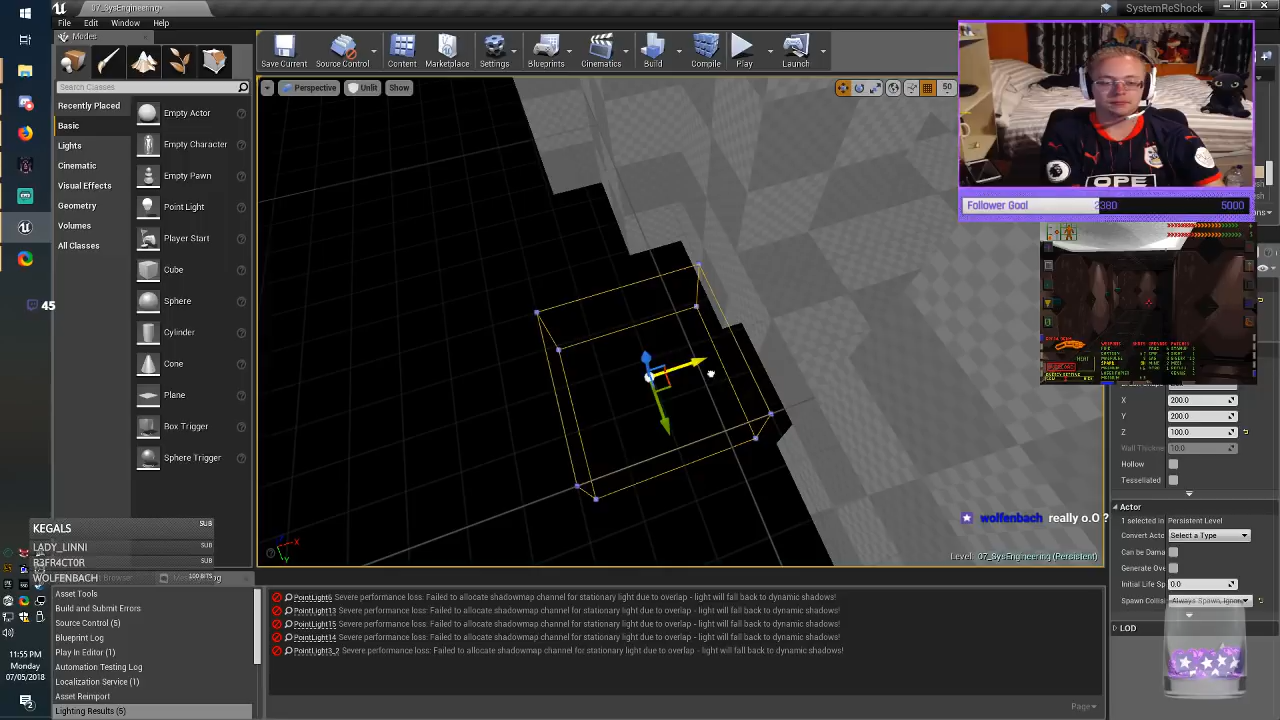 07_SysEngineering•
SystemReShock
File Edit Window Help
Modes
Search Classes
Recently Placed
Basic
Lights
Cinematic
Visual Effects
Geometry
Volumes
All Classes
Empty Actor
Empty Character
Empty Pawn
Point Light
Player Start
Cube
Sphere
Cylinder
Cone
Plane
Box Trigger
Sphere Trigger
Save Current
Source Control
Content
Marketplace
Settings
Blueprints
Cinematics
Build
Compile
Play
Launch
Perspective
Unlit
Show
50
OPE
Follower Goal 2380 5000
X 200.0
Y 200.0
Z 100.0
10.0
Hollow
Tessellated
Actor
1 selected in Persistent Level
Convert Acto Select a Type
Can be Dama
Generate Ove
Initial Life Sp 0.0
Spawn Collisi Always Spawn, Ignor
LOD
wolfenbach really o.O ?
Level: 07_SysEngineering (Persistent)
45
KEGALS SUB
LADY_LINNI SUB
R3FRACTOR SUB
WOLFENBACH 100 BITS
Asset Tools
Build and Submit Errors
Source Control (5)
Blueprint Log
Play In Editor (1)
Automation Testing Log
Localization Service (1)
Asset Reimport
Lighting Results (5)
PointLight6 Severe performance loss: Failed to allocate shadowmap channel for stationary light due to overlap - light will fall back to dynamic shadows!
PointLight13 Severe performance loss: Failed to allocate shadowmap channel for stationary light due to overlap - light will fall back to dynamic shadows!
PointLight15 Severe performance loss: Failed to allocate shadowmap channel for stationary light due to overlap - light will fall back to dynamic shadows!
PointLight14 Severe performance loss: Failed to allocate shadowmap channel for stationary light due to overlap - light will fall back to dynamic shadows!
PointLight3_2 Severe performance loss: Failed to allocate shadowmap channel for stationary light due to overlap - light will fall back to dynamic shadows!
Page
11:55 PM
Monday
07/05/2018